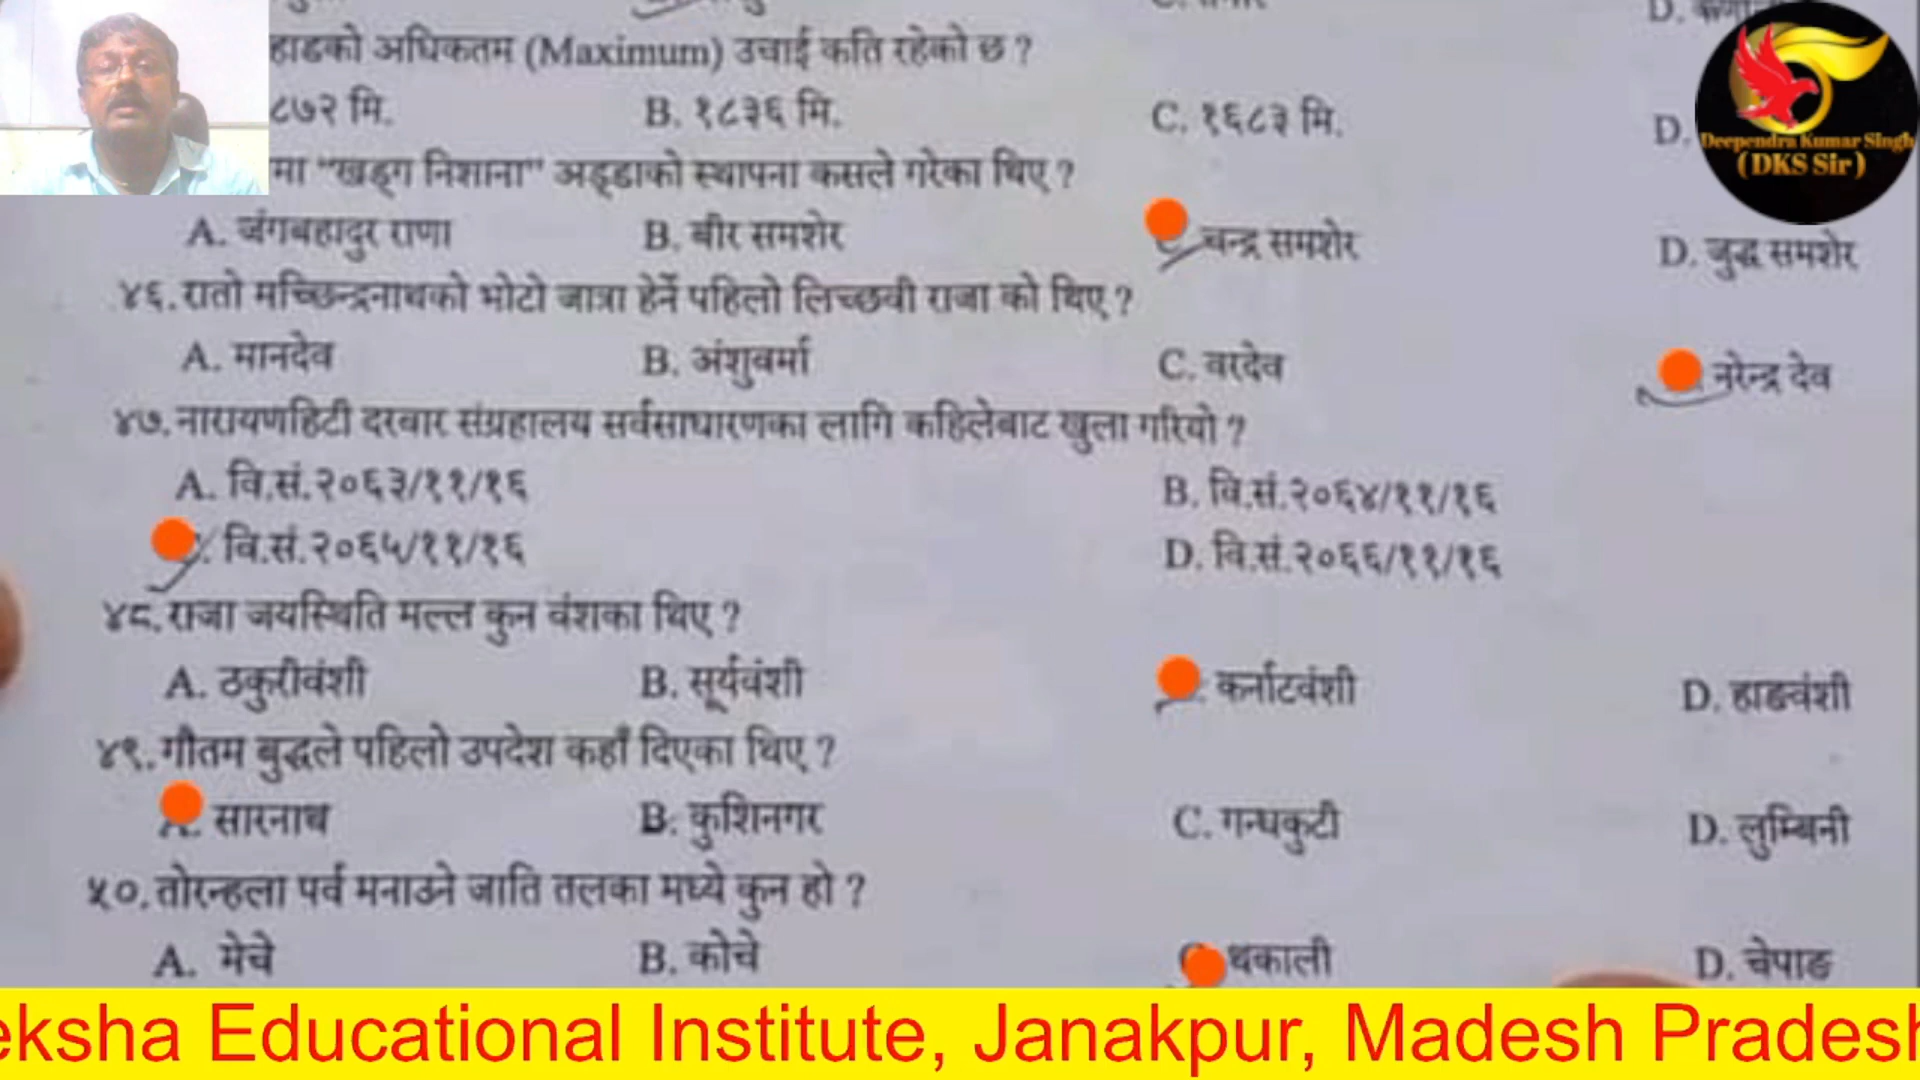 हाडको अधिकतम (Maximum) उचाई कति रहेको छ ?
८७२ मि. B. १८३६ मि. C. १६८३ मि. D.
मा "खड्ग निशाना" अड्डाको स्थापना कसले गरेका थिए ?
A. जंगबहादुर राणा B. बीर समशेर C. चन्द्र समशेर D. जुद्ध समशेर
४६. रातो मच्छिन्द्रनाथको भोटो जात्रा हेर्ने पहिलो लिच्छवी राजा को थिए ?
A. मानदेव B. अंशुवर्मा C. वरदेव नरेन्द्र देव
४७. नारायणहिटी दरबार संग्रहालय सर्वसाधारणका लागि कहिलेबाट खुला गरियो ?
A. वि.सं.२०६३/११/१६ B. वि.सं.२०६४/११/१६
वि.सं.२०६५/११/१६ D. वि.सं.२०६६/११/१६
४८. राजा जयस्थिति मल्ल कुन वंशका थिए ?
A. ठकुरीवंशी B. सूर्यवंशी कर्नाटवंशी D. हाङवंशी
४९. गौतम बुद्धले पहिलो उपदेश कहाँ दिएका थिए ?
A. सारनाथ B. कुशिनगर C. गन्धकुटी D. लुम्बिनी
५०. तोरन्हला पर्व मनाउने जाति तलका मध्ये कुन हो ?
A. मेचे B. कोचे C थकाली D. चेपाङ
Deependra Kumar Singh
(DKS Sir)
eksha Educational Institute, Janakpur, Madesh Pradesh